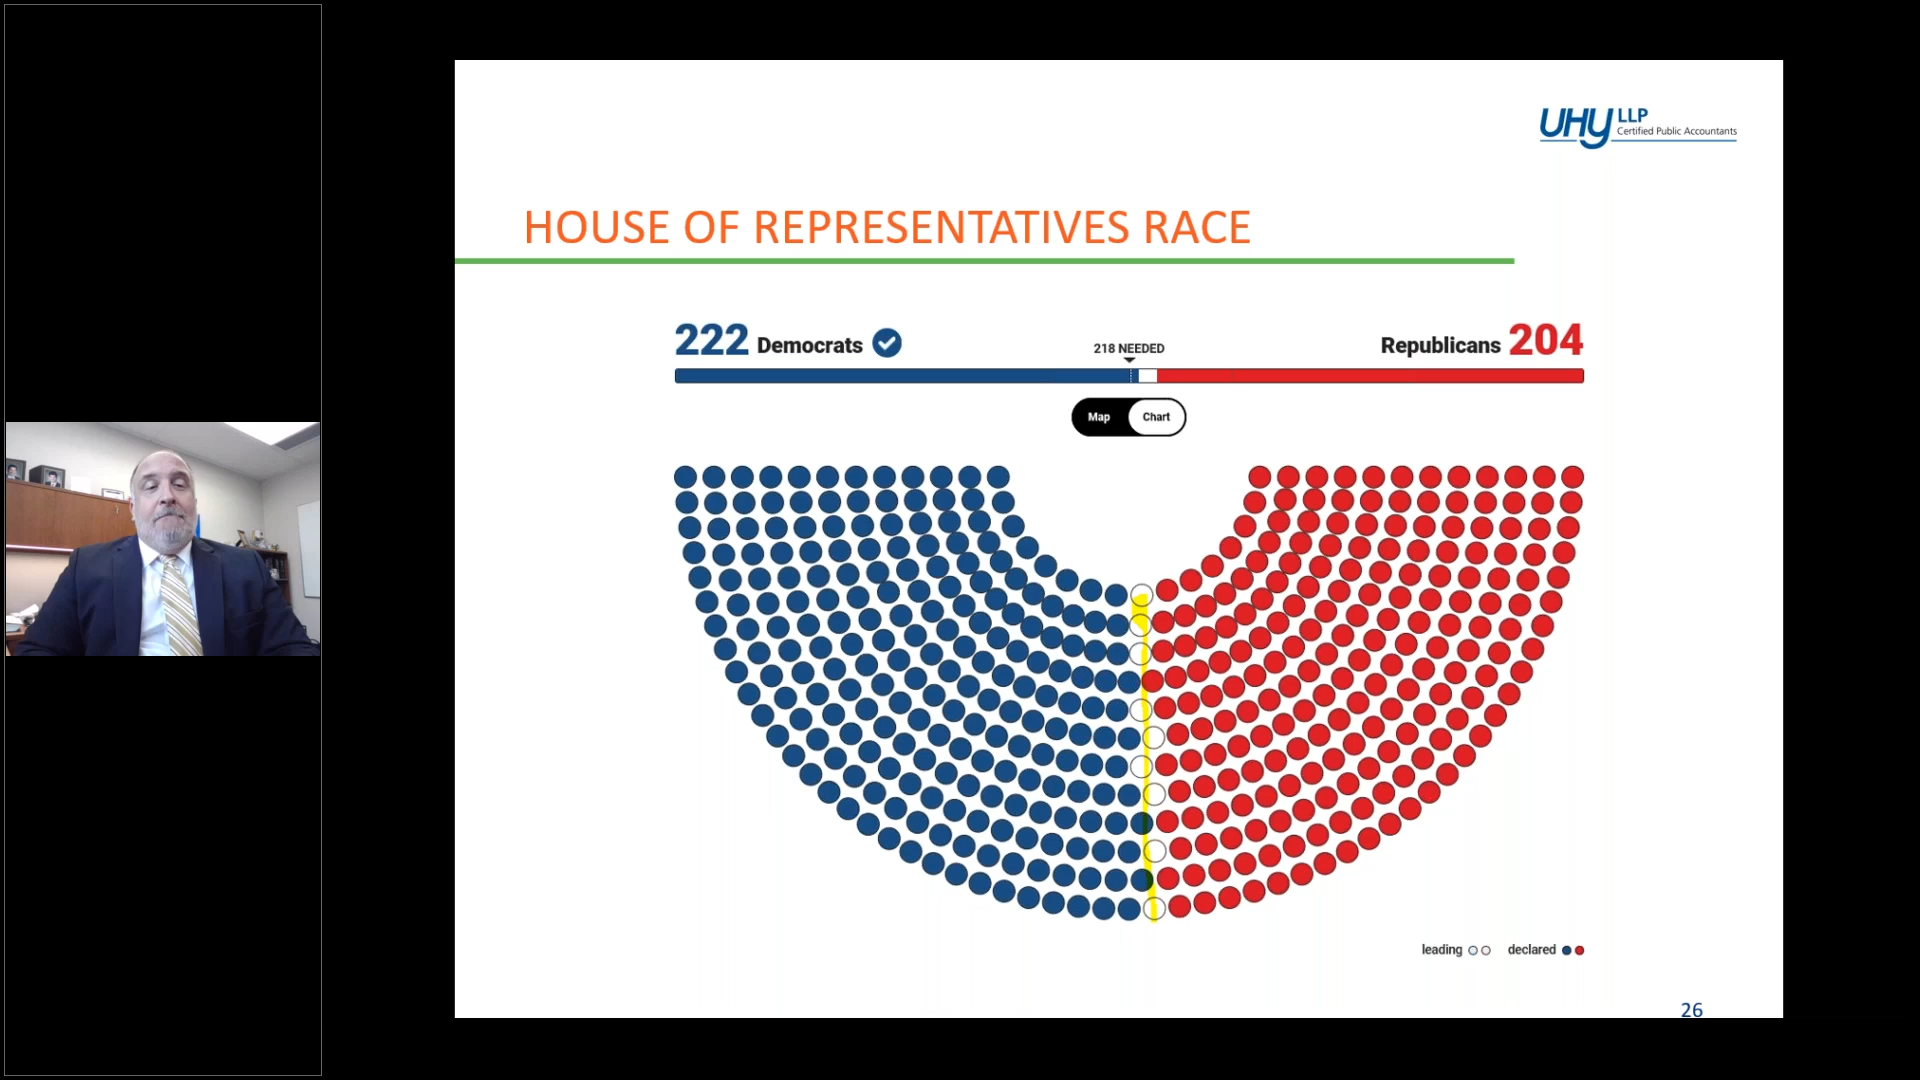 UHY LLP
Certified Public Accountants
HOUSE OF REPRESENTATIVES RACE
222 Democrats
218 NEEDED
Republicans 204
Map Chart
leading declared
26